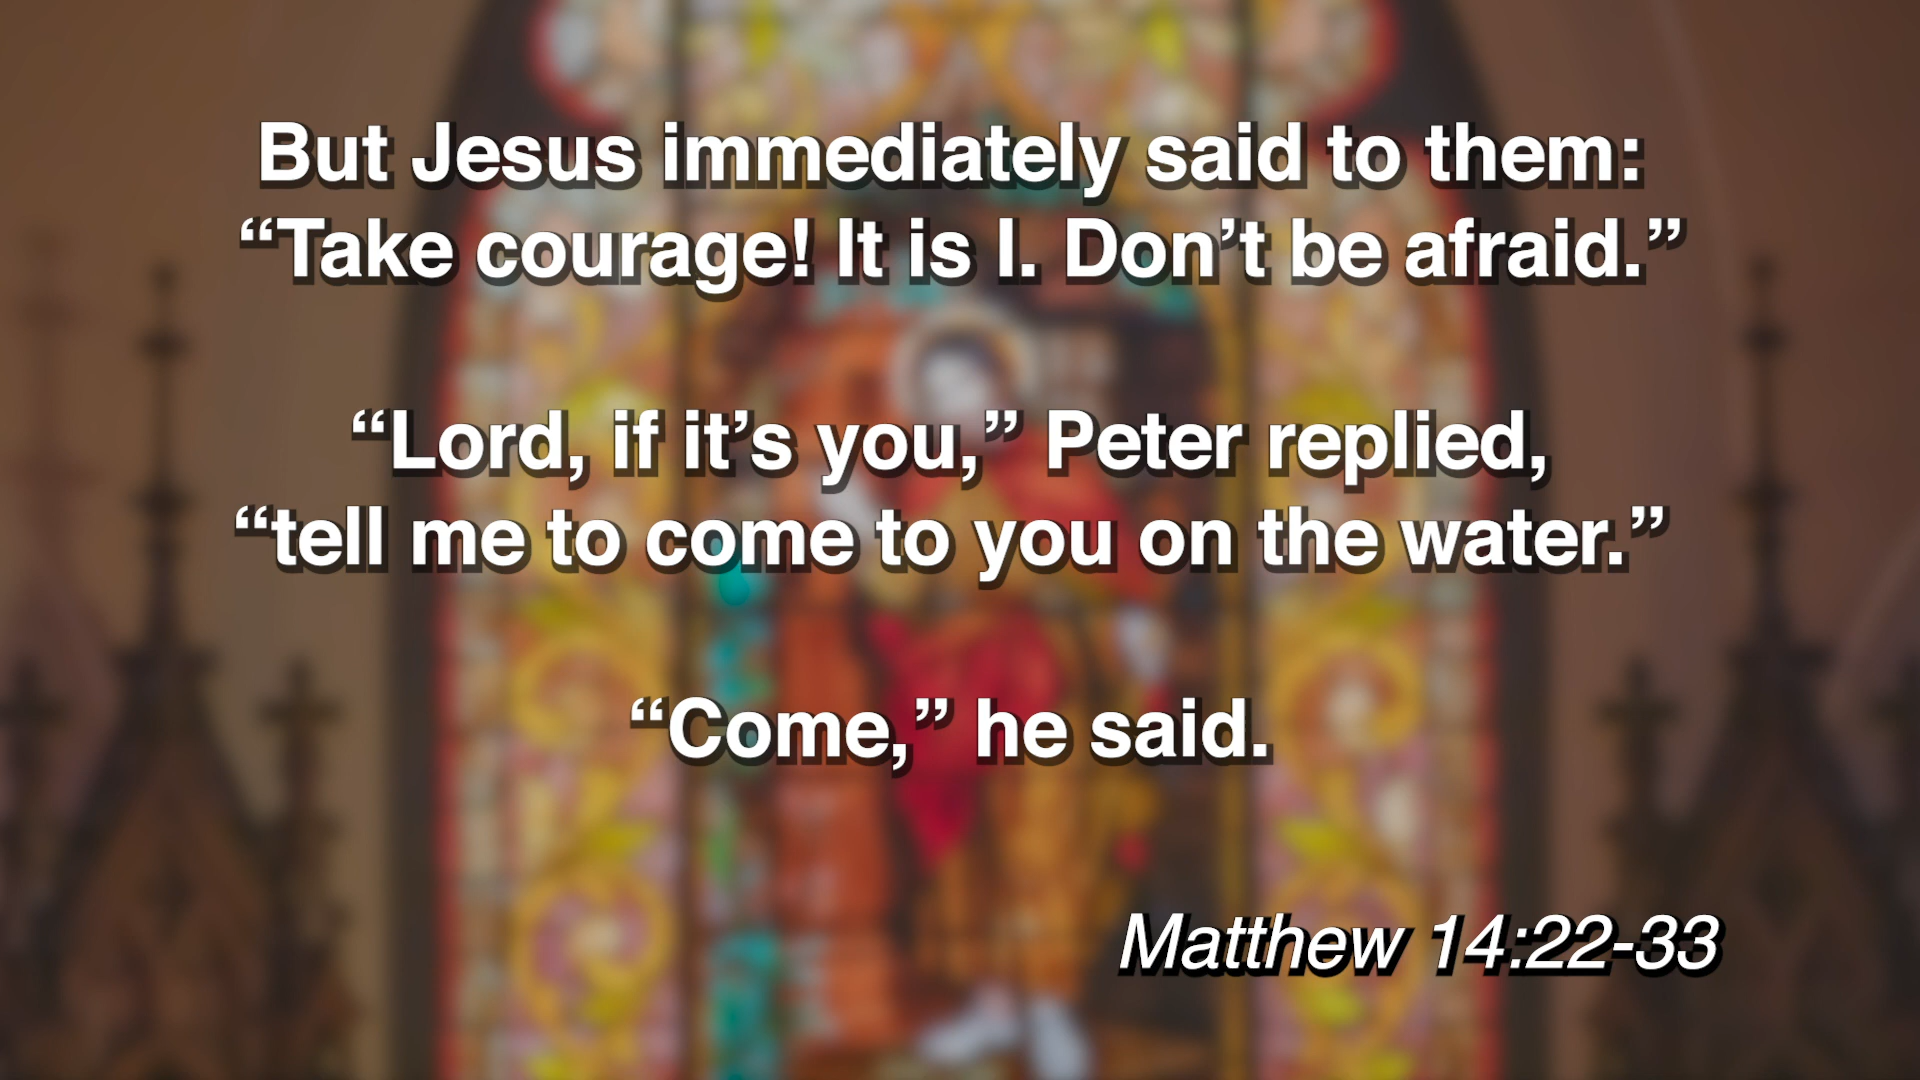 But Jesus immediately said to them:
“Take courage! It is I. Don’t be afraid.”
“Lord, if it’s you,” Peter replied,
“tell me to come to you on the water.”
“Come,” he said.
Matthew 14:22-33